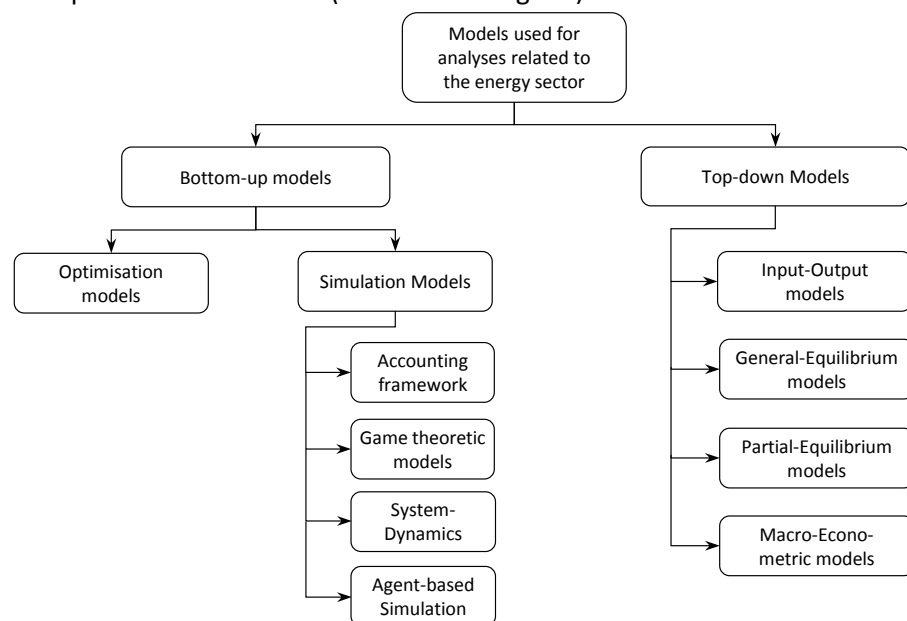 Models used for
analyses related to
the energy sector
Bottom-up models
Top-down Models
Optimisation
models
Simulation Models
Accounting
framework
Game theoretic
models
System-
Dynamics
Agent-based
Simulation
Input-Output
models
General-Equilibrium
models
Partial-Equilibrium
models
Macro-Econo-
metric models